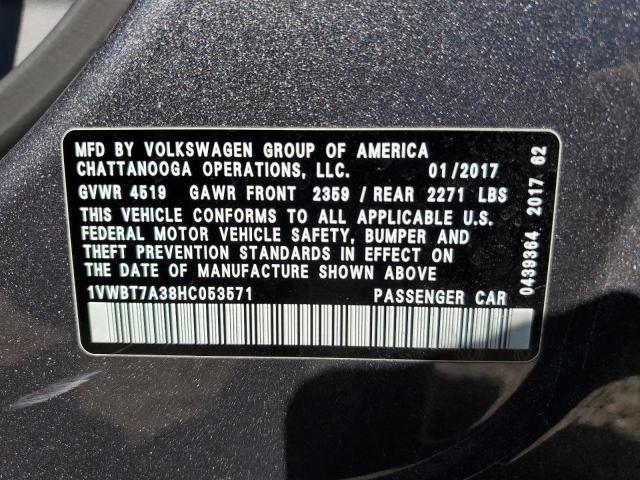 MFD BY VOLKSWAGEN GROUP OF AMERICA
CHATTANOOGA OPERATIONS, LLC. 01/2017
GVWR 4519 GAWR FRONT 2359 / REAR 2271 LBS
THIS VEHICLE CONFORMS TO ALL APPLICABLE U.S.
FEDERAL MOTOR VEHICLE SAFETY, BUMPER AND
THEFT PREVENTION STANDARDS IN EFFECT ON
THE DATE OF MANUFACTURE SHOWN ABOVE
1VWBT7A38HC053571 PASSENGER CAR
0439364 2017 62